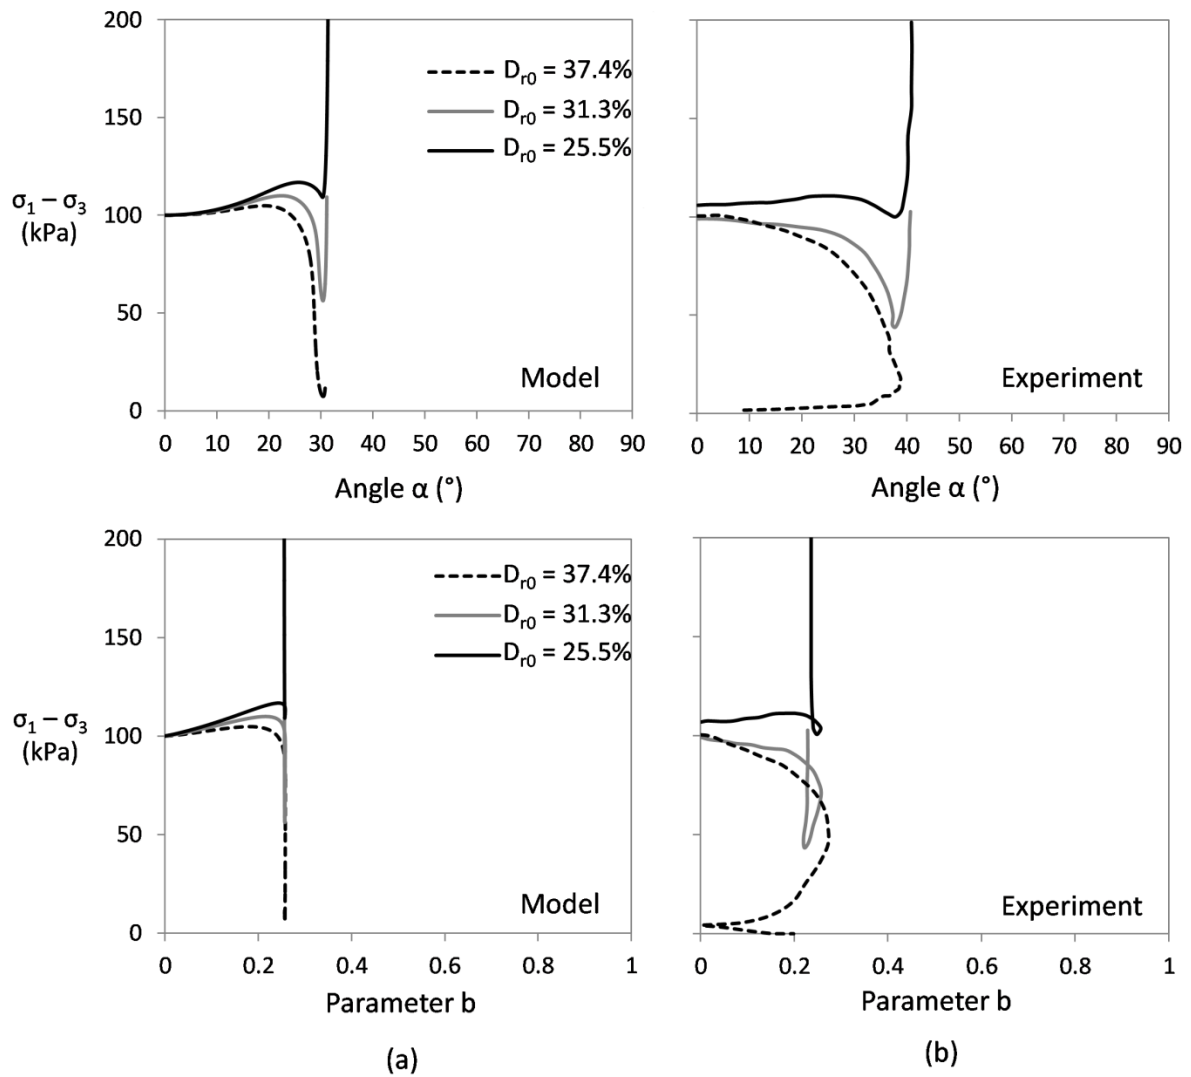 200
150
100
50
0
σ1 – σ3
(kPa)
Dr0 = 37.4%
Dr0 = 31.3%
Dr0 = 25.5%
Model
0 10 20 30 40 50 60 70 80 90
Angle α (°)
Experiment
0 10 20 30 40 50 60 70 80 90
Angle α (°)
200
150
100
50
0
σ1 – σ3
(kPa)
Dr0 = 37.4%
Dr0 = 31.3%
Dr0 = 25.5%
Model
0 0.2 0.4 0.6 0.8 1
Parameter b
(a)
Experiment
0 0.2 0.4 0.6 0.8 1
Parameter b
(b)